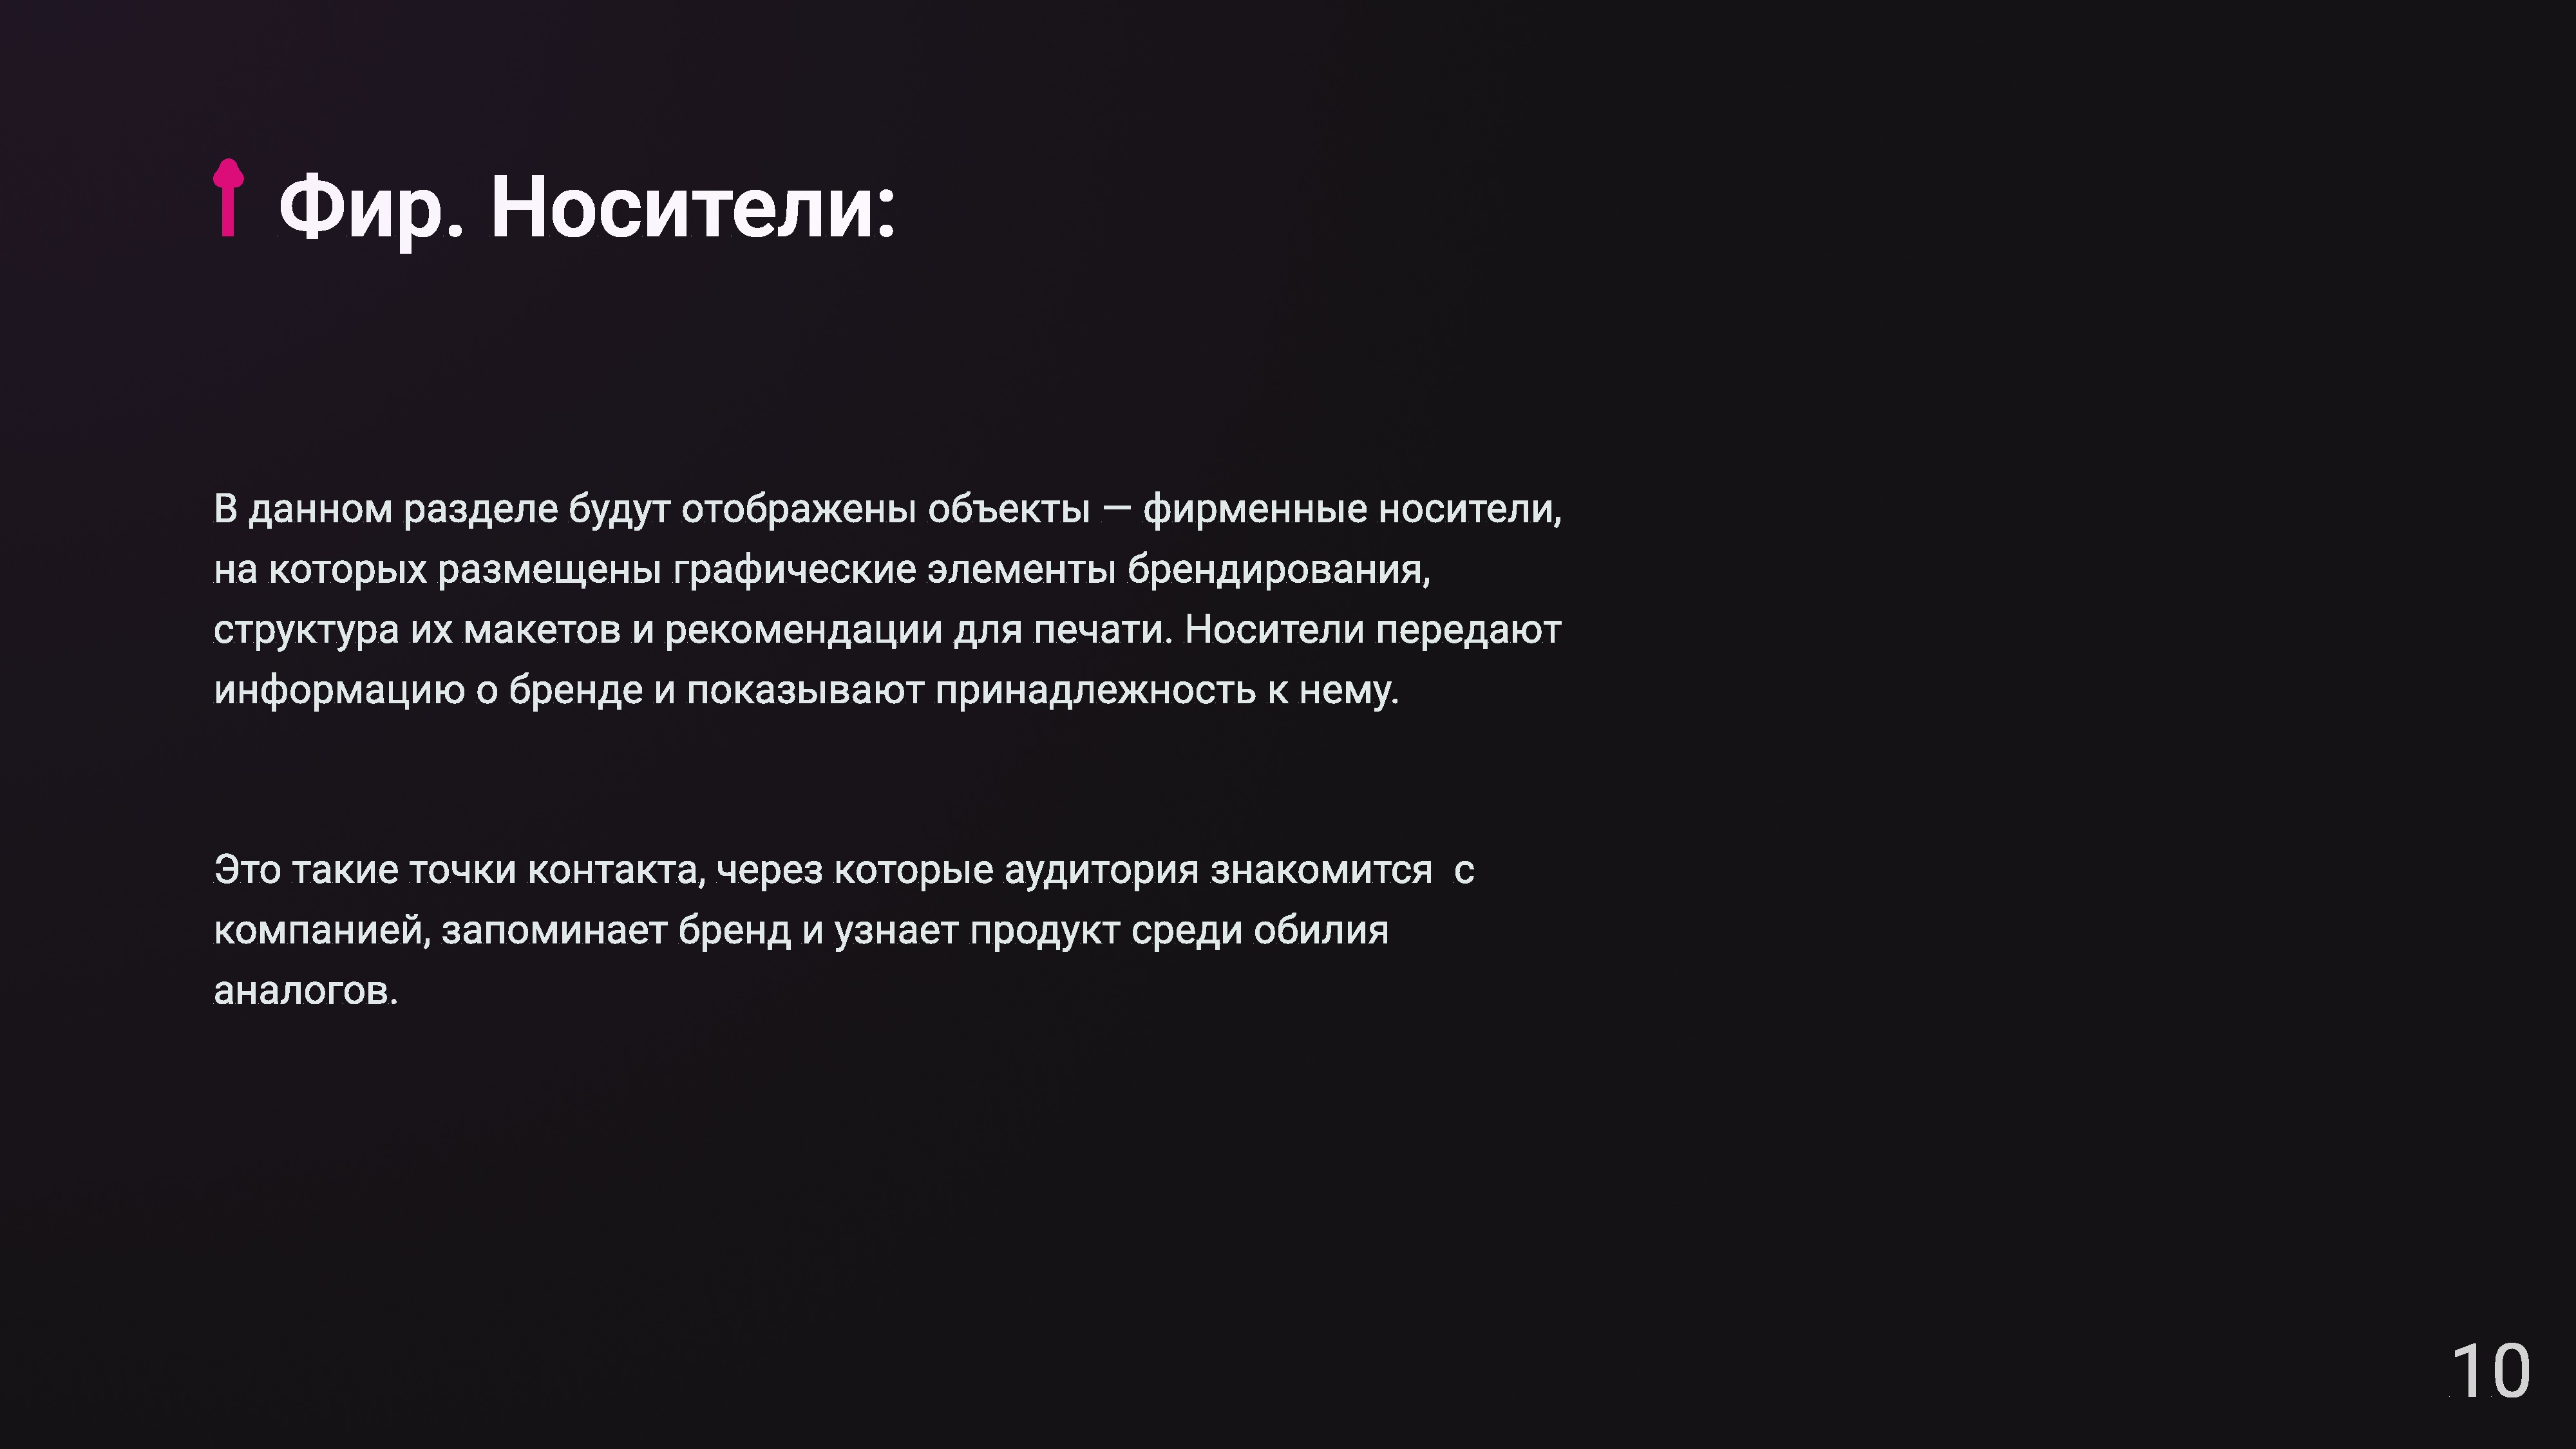 Фир. Носители:
В данном разделе будут отображены объекты — фирменные носители,
на которых размещены графические элементы брендирования,
структура их макетов и рекомендации для печати. Носители передают
информацию о бренде и показывают принадлежность к нему.
Это такие точки контакта, через которые аудитория знакомится с
компанией, запоминает бренд и узнает продукт среди обилия
аналогов.
10